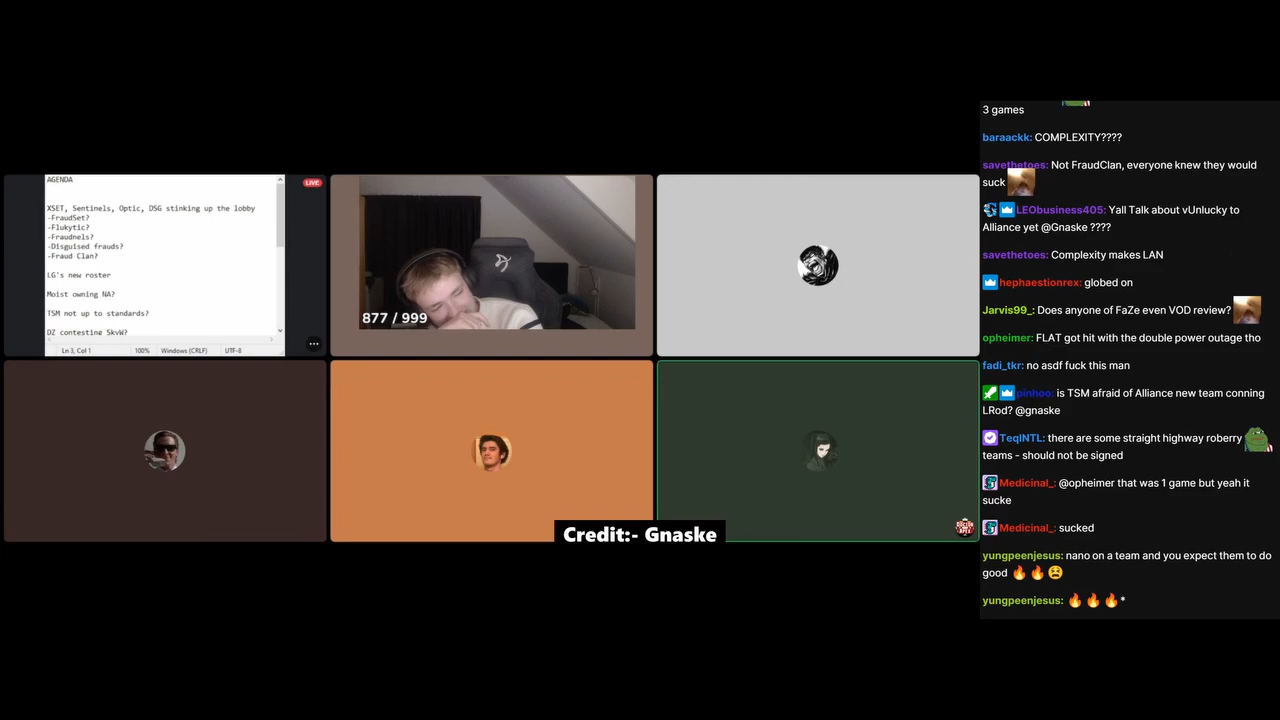 AGENDA
XSET, Sentinels, Optic, DSG stinking up the lobby
-FraudSet?
-Flukytic?
-Fraudnels?
-Disguised frauds?
-Fraud Clan?
LG's new roster
Moist owning NA?
TSM not up to standards?
DZ contesting 5kvW?
Ln 3, Col 1
100%
Windows (CRLF)
UTF-8
LIVE
877 / 999
Credit:- Gnaske
3 games
baraackk: COMPLEXITY????
savethetoes: Not FraudClan, everyone knew they would
suck
LEObusiness405: Yall Talk about vUnlucky to
Alliance yet @Gnaske ????
savethetoes: Complexity makes LAN
hephaestionrex: globed on
Jarvis99_: Does anyone of FaZe even VOD review?
opheimer: FLAT got hit with the double power outage tho
fadi_tkr: no asdf fuck this man
pinhoo: is TSM afraid of Alliance new team conning
LRod? @gnaske
TeqlNTL: there are some straight highway roberry
teams - should not be signed
Medicinal_: @opheimer that was 1 game but yeah it
sucke
Medicinal_: sucked
yungpeenjesus: nano on a team and you expect them to do
good 🔥 🔥 😫
yungpeenjesus: 🔥 🔥 🔥*